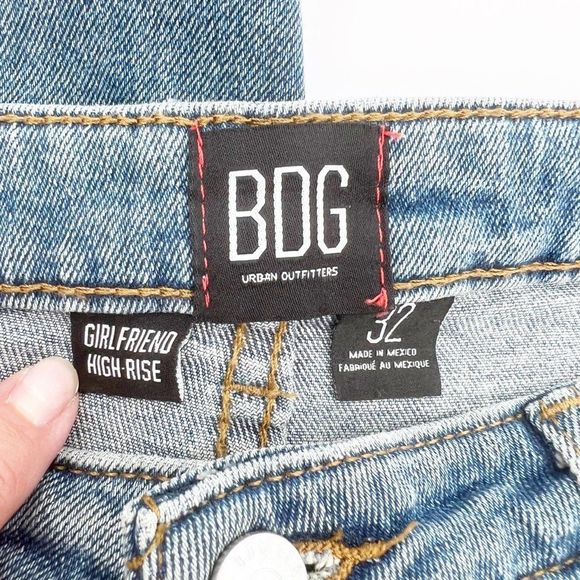 BDG
URBAN OUTFITTERS
GIRLFRIEND
HIGH-RISE
32
MADE IN MEXICO
FABRIQUÉ AU MEXIQUE